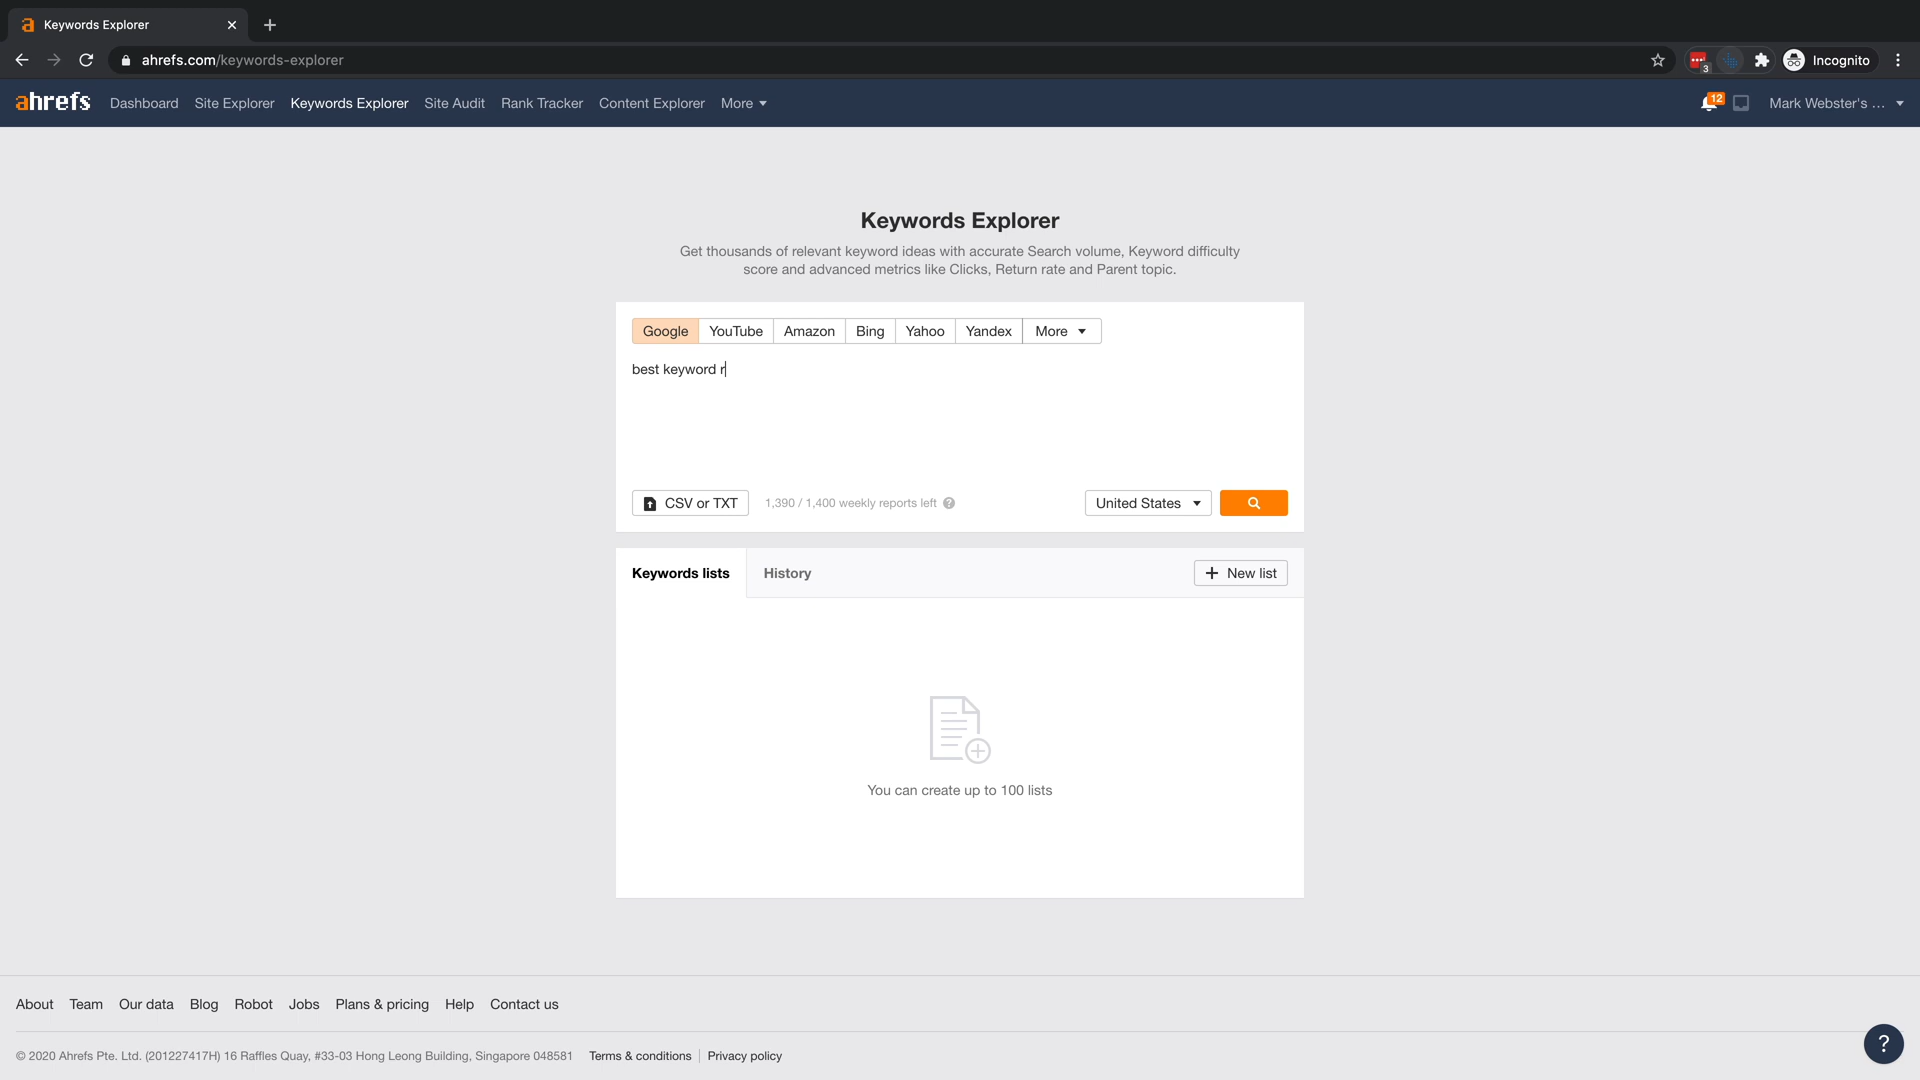 Keywords Explorer
ahrefs.com/keywords-explorer
3
Incognito
ahrefs Dashboard Site Explorer Keywords Explorer Site Audit Rank Tracker Content Explorer More
12
Mark Webster's ...
Keywords Explorer
Get thousands of relevant keyword ideas with accurate Search volume, Keyword difficulty
score and advanced metrics like Clicks, Return rate and Parent topic.
Google YouTube Amazon Bing Yahoo Yandex More
best keyword r
CSV or TXT 1,390 / 1,400 weekly reports left ? United States
Keywords lists History + New list
You can create up to 100 lists
About Team Our data Blog Robot Jobs Plans & pricing Help Contact us
© 2020 Ahrefs Pte. Ltd. (201227417H) 16 Raffles Quay, #33-03 Hong Leong Building, Singapore 048581 Terms & conditions Privacy policy
?